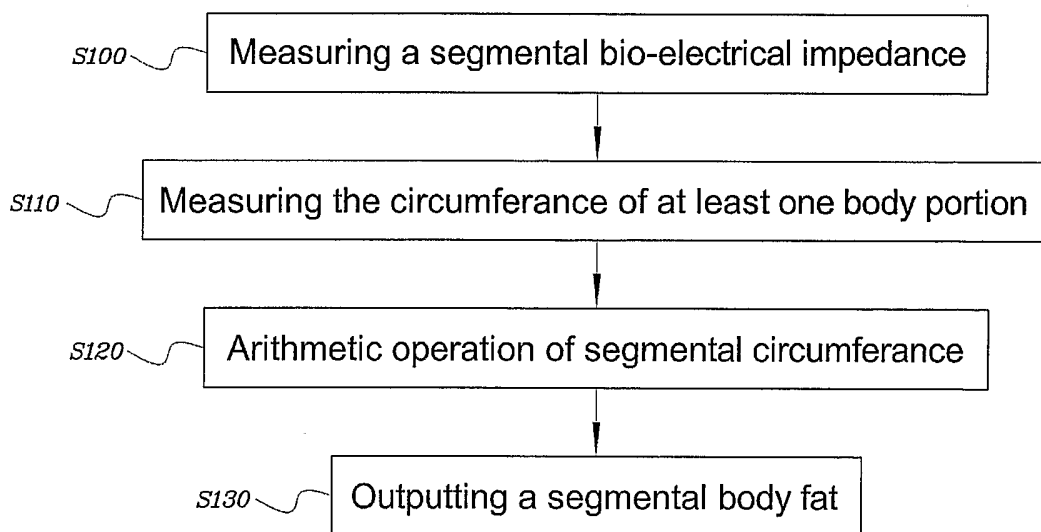 S100 Measuring a segmental bio-electrical impedance
S110 Measuring the circumferance of at least one body portion
S120 Arithmetic operation of segmental circumferance
S130 Outputting a segmental body fat